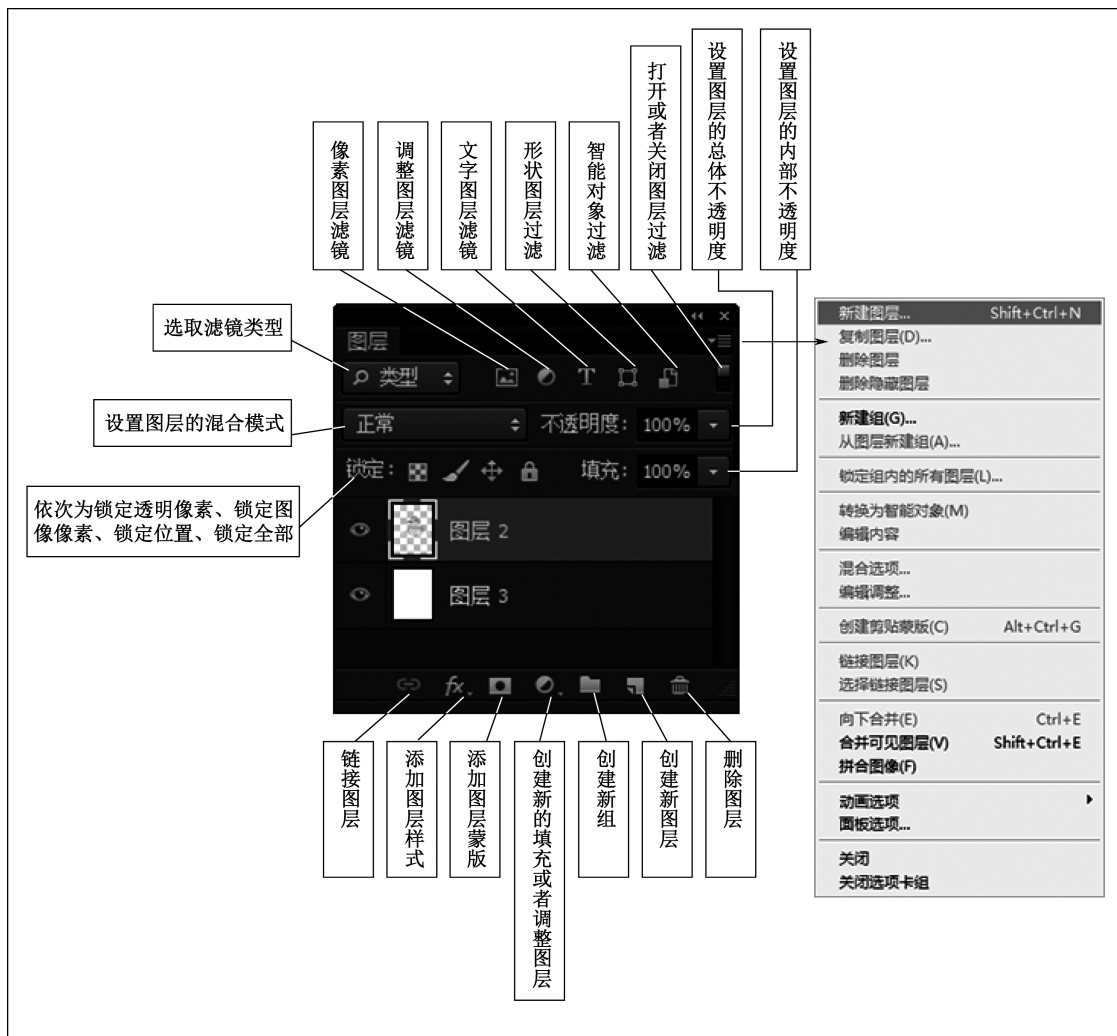 设置图层的总体不透明度
设置图层的内部不透明度
打开或者关闭图层过滤
像素图层滤镜
调整图层滤镜
文字图层滤镜
形状图层过滤
智能对象过滤
选取滤镜类型
设置图层的混合模式
依次为锁定透明像素、锁定图
像像素、锁定位置、锁定全部
图层
类型
T
正常
不透明度: 100%
锁定:
填充: 100%
图层 2
图层 3
fx
链接图层
添加图层样式
添加图层蒙版
创建新的填充或者调整图层
创建新组
创建新图层
删除图层
新建图层... Shift+Ctrl+N
复制图层(D)...
删除图层
删除隐藏图层
新建组(G)...
从图层新建组(A)...
锁定组内的所有图层(L)...
转换为智能对象(M)
编辑内容
混合选项...
编辑调整...
创建剪贴蒙版(C) Alt+Ctrl+G
链接图层(K)
选择链接图层(S)
向下合并(E) Ctrl+E
合并可见图层(V) Shift+Ctrl+E
拼合图像(F)
动画选项
面板选项...
关闭
关闭选项卡组